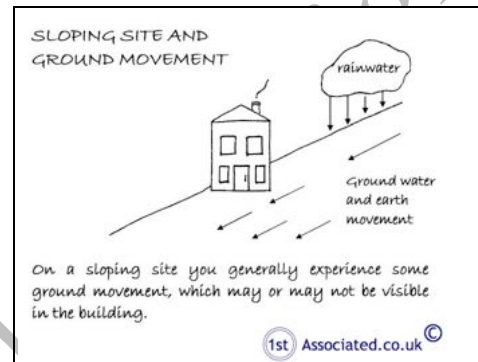 SLOPING SITE AND
GROUND MOVEMENT
rainwater
Ground water
and earth
movement
On a sloping site you generally experience some
ground movement, which may or may not be visible
in the building.
1st Associated.co.uk©